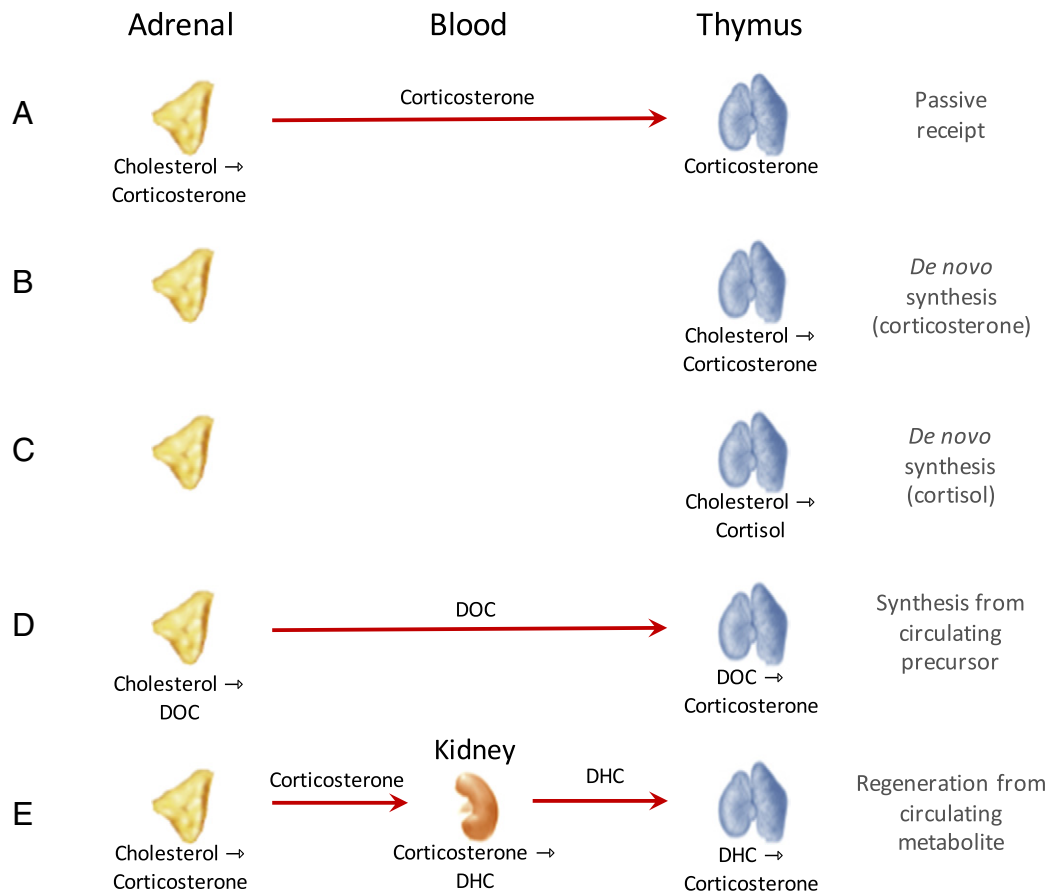 Adrenal Blood Thymus
A
Corticosterone
Cholesterol →
Corticosterone
Corticosterone
Passive
receipt
B
Cholesterol →
Corticosterone
De novo
synthesis
(corticosterone)
C
Cholesterol →
Cortisol
De novo
synthesis
(cortisol)
D
DOC
Cholesterol →
DOC
DOC →
Corticosterone
Synthesis from
circulating
precursor
Kidney
E
Corticosterone
DHC
Cholesterol →
Corticosterone
Corticosterone →
DHC
DHC →
Corticosterone
Regeneration from
circulating
metabolite